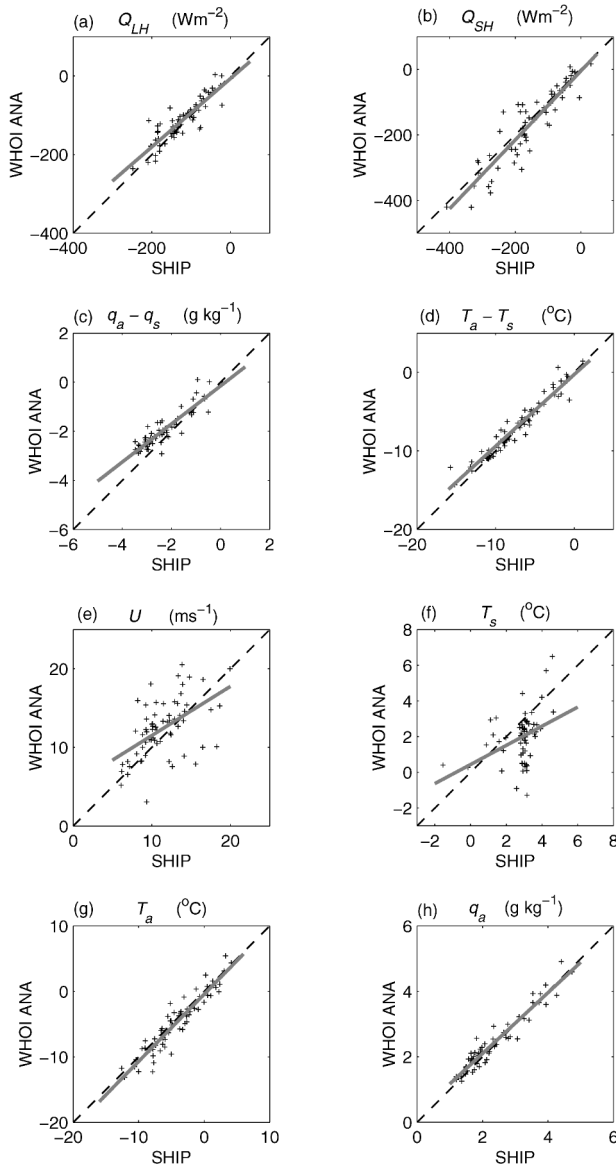 (a) Q_LH (Wm⁻²)
WHOI ANA
0
−200
−400
−400 −200 0
SHIP
(b) Q_SH (Wm⁻²)
WHOI ANA
0
−200
−400
−400 −200 0
SHIP
(c) q_a − q_s (g kg⁻¹)
WHOI ANA
2
0
−2
−4
−6
−6 −4 −2 0 2
SHIP
(d) T_a − T_s (°C)
WHOI ANA
0
−10
−20
−20 −10 0
SHIP
(e) U (ms⁻¹)
WHOI ANA
20
10
0
0 10 20
SHIP
(f) T_s (°C)
WHOI ANA
8
6
4
2
0
−2
−2 0 2 4 6 8
SHIP
(g) T_a (°C)
WHOI ANA
10
0
−10
−20
−20 −10 0 10
SHIP
(h) q_a (g kg⁻¹)
WHOI ANA
6
4
2
0
0 2 4 6
SHIP